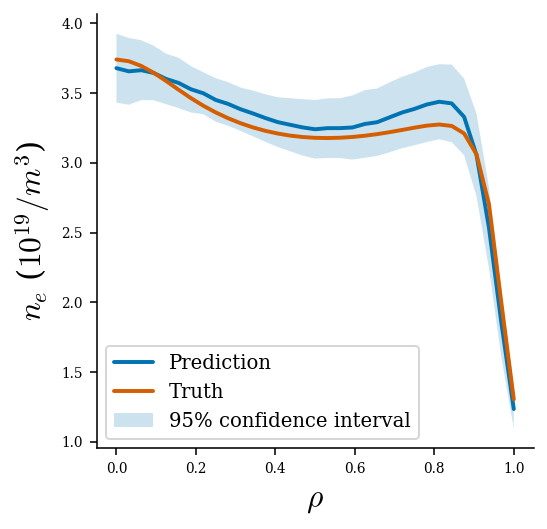 4.0
3.5
3.0
2.5
2.0
1.5
1.0
n_e (10^{19}/m^3)
Prediction
Truth
95% confidence interval
0.0 0.2 0.4 0.6 0.8 1.0
ρ